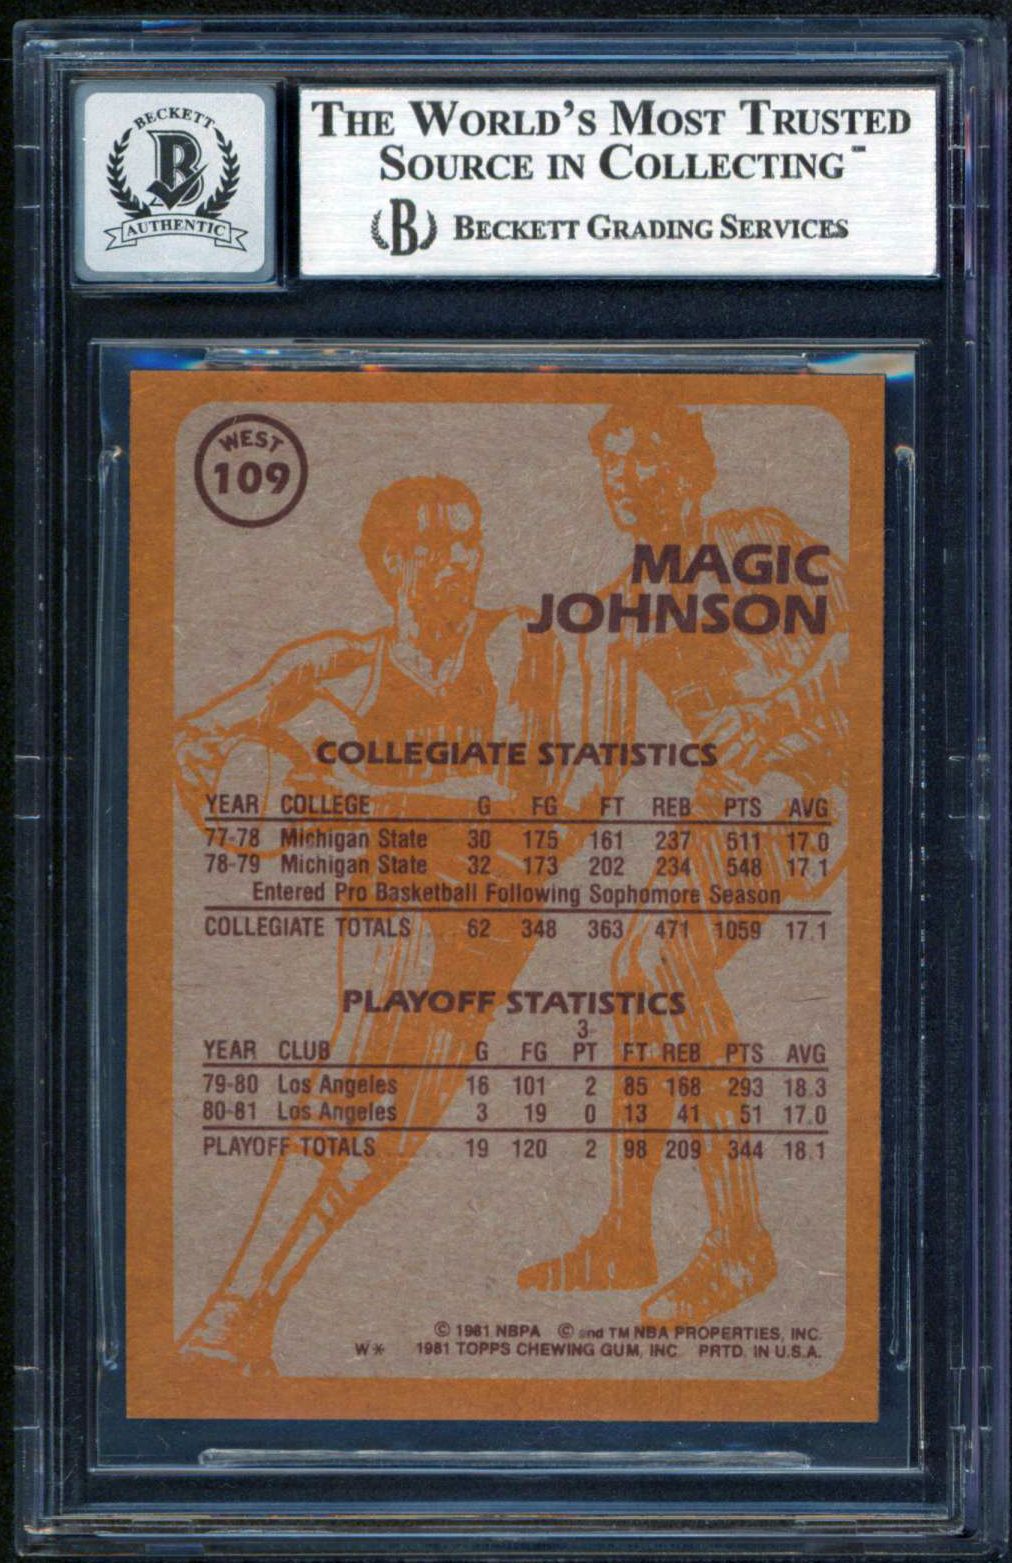 BECKETT
B
AUTHENTIC
THE WORLD'S MOST TRUSTED
SOURCE IN COLLECTING™
B BECKETT GRADING SERVICES
WEST
109
MAGIC
JOHNSON
COLLEGIATE STATISTICS
YEAR COLLEGE G FG FT REB PTS AVG
77-78 Michigan State 30 175 161 237 511 17.0
78-79 Michigan State 32 173 202 234 548 17.1
Entered Pro Basketball Following Sophomore Season
COLLEGIATE TOTALS 62 348 363 471 1059 17.1
PLAYOFF STATISTICS
3-
YEAR CLUB G FG PT FT REB PTS AVG
79-80 Los Angeles 16 101 2 85 168 293 18.3
80-81 Los Angeles 3 19 0 13 41 51 17.0
PLAYOFF TOTALS 19 120 2 98 209 344 18.1
© 1981 NBPA © and TM NBA PROPERTIES, INC.
W* 1981 TOPPS CHEWING GUM, INC PRTD. IN U.S.A.